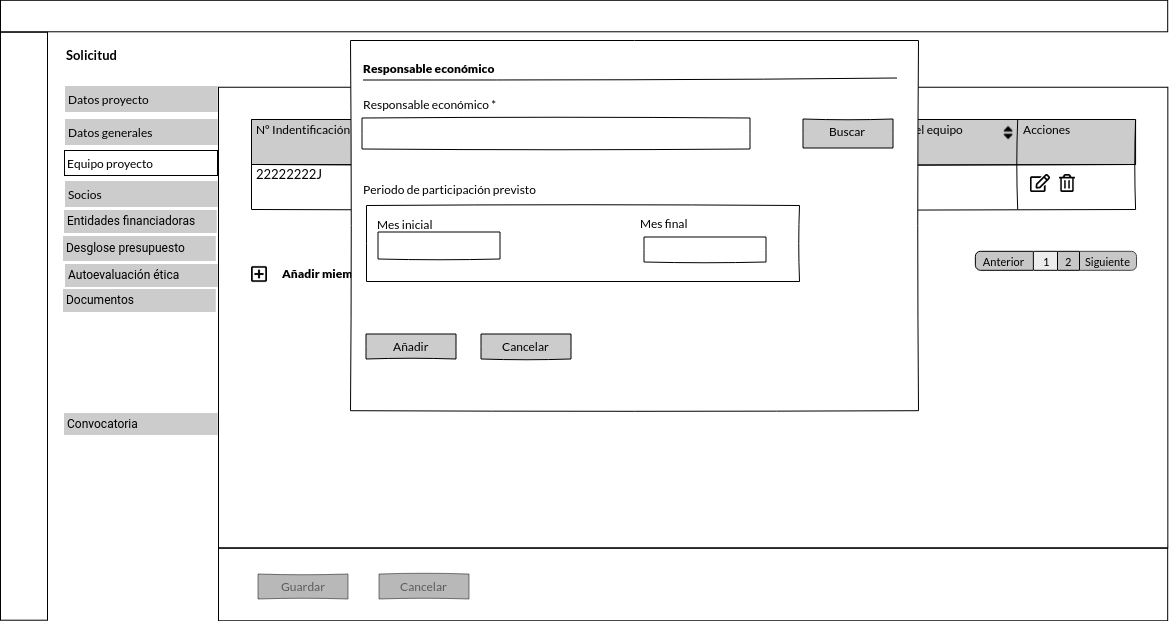 Solicitud
Responsable económico
Datos proyecto
Responsable económico *
Datos generales
Nº Indentificación
Buscar
el equipo
Acciones
Equipo proyecto
22222222J
Socios
Periodo de participación previsto
Entidades financiadoras
Mes inicial
Mes final
Desglose presupuesto
Autoevaluación ética
Añadir miem
Anterior 1 2 Siguiente
Documentos
Añadir
Cancelar
Convocatoria
Guardar
Cancelar